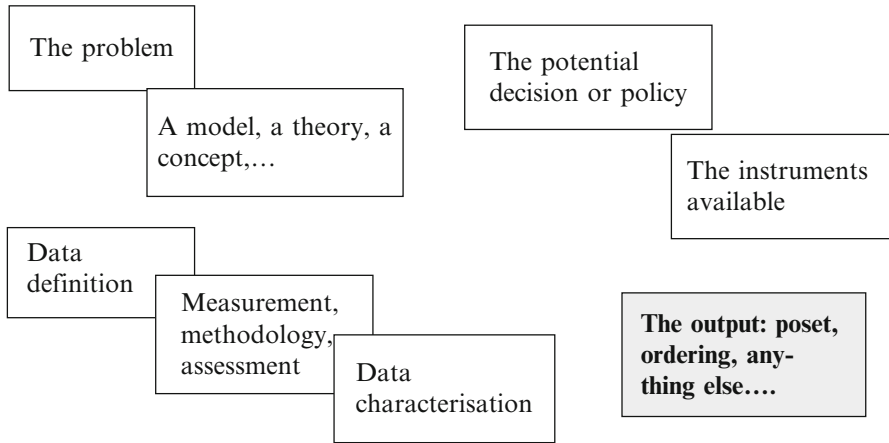 The problem
A model, a theory, a
concept,…
The potential
decision or policy
The instruments
available
Data
definition
Measurement,
methodology,
assessment
Data
characterisation
The output: poset,
ordering, any-
thing else….